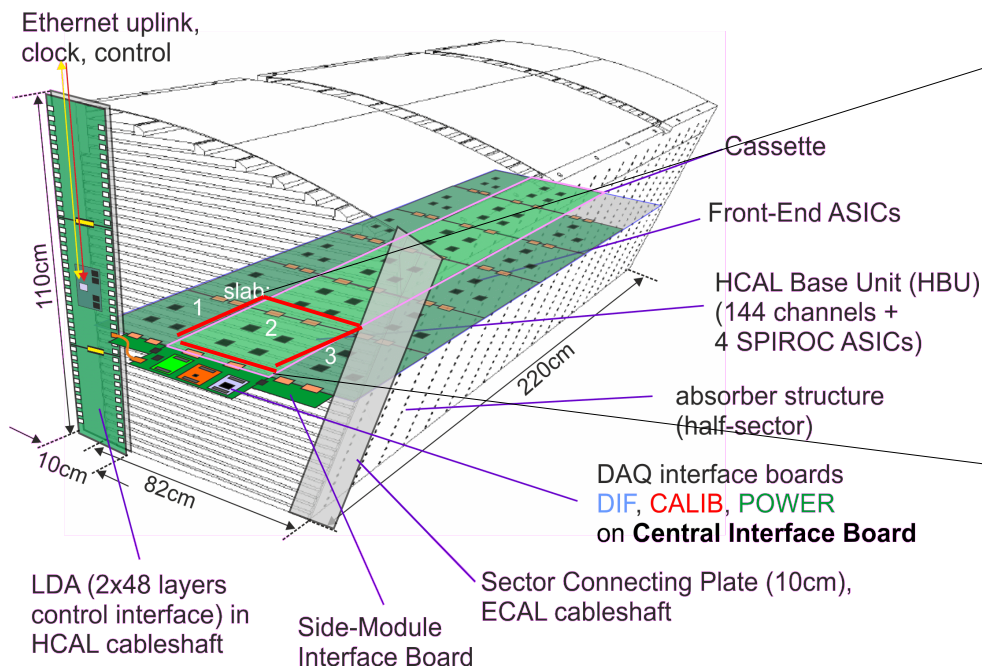 Ethernet uplink,
clock, control
Cassette
Front-End ASICs
slab:
1
2
3
HCAL Base Unit (HBU)
(144 channels +
4 SPIROC ASICs)
110cm
220cm
absorber structure
(half-sector)
10cm
82cm
DAQ interface boards
DIF, CALIB, POWER
on Central Interface Board
LDA (2x48 layers
control interface) in
HCAL cableshaft
Side-Module
Interface Board
Sector Connecting Plate (10cm),
ECAL cableshaft